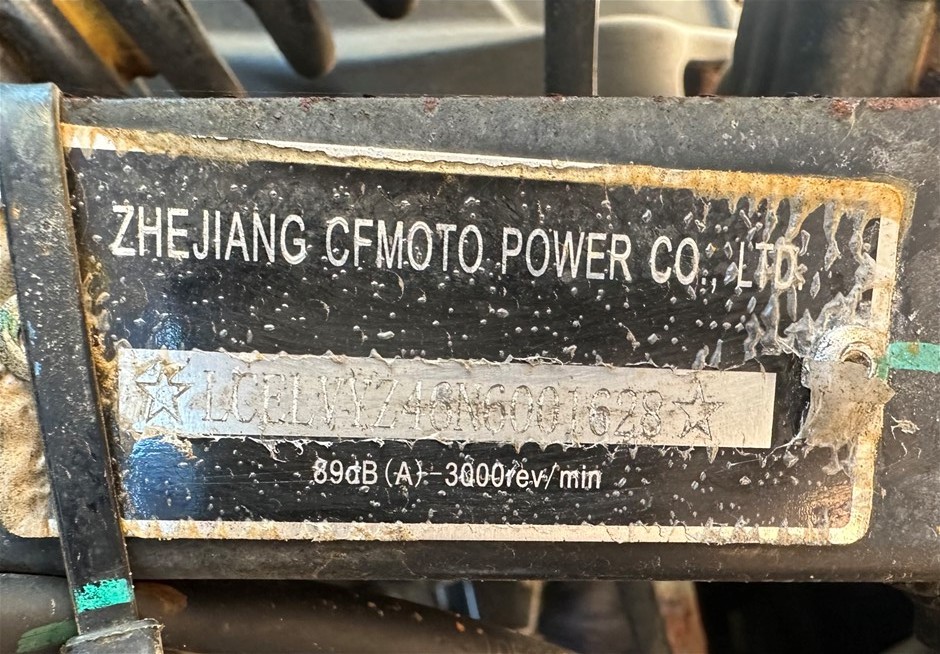 ZHEJIANG CFMOTO POWER CO., LTD.
☆LCELVYZ46N6001628☆
89dB(A)-3000rev/min